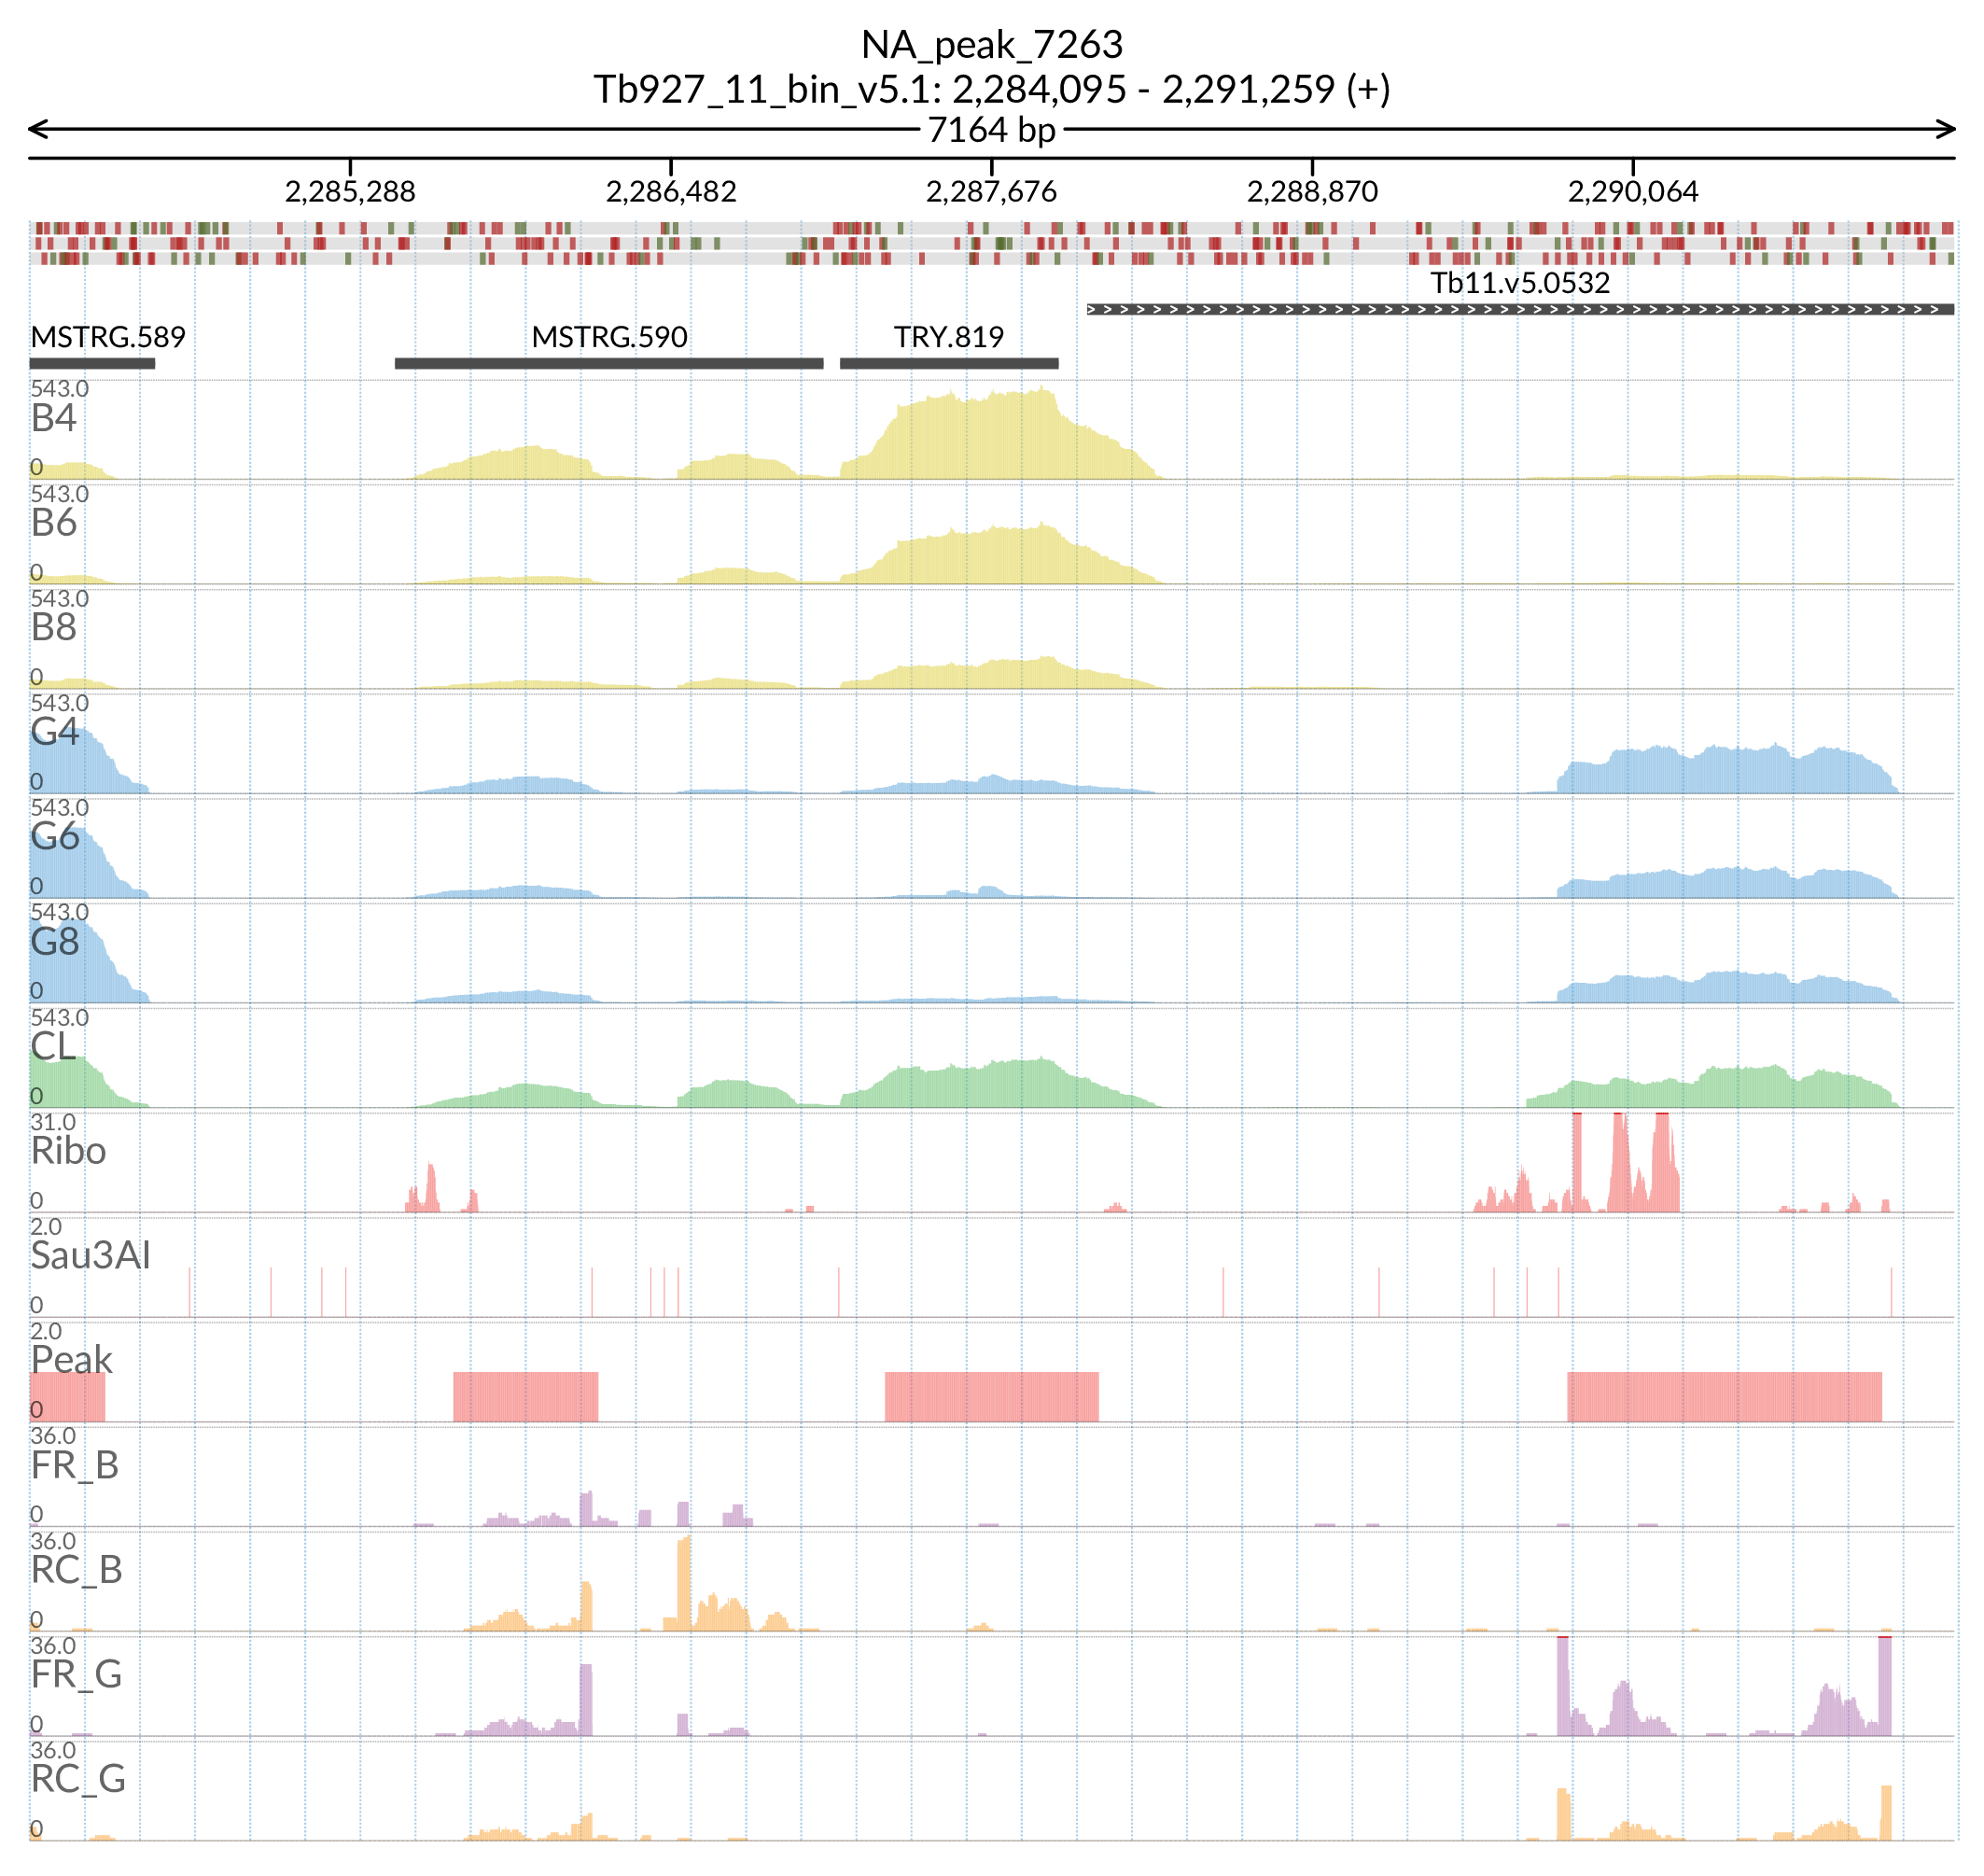 NA_peak_7263
Tb927_11_bin_v5.1: 2,284,095 - 2,291,259 (+)
7164 bp
2,285,288 2,286,482 2,287,676 2,288,870 2,290,064
Tb11.v5.0532
MSTRG.589 MSTRG.590 TRY.819
543.0
B4
0
543.0
B6
0
543.0
B8
0
543.0
G4
0
543.0
G6
0
543.0
G8
0
543.0
CL
0
31.0
Ribo
0
2.0
Sau3AI
0
2.0
Peak
0
36.0
FR_B
0
36.0
RC_B
0
36.0
FR_G
0
36.0
RC_G
0